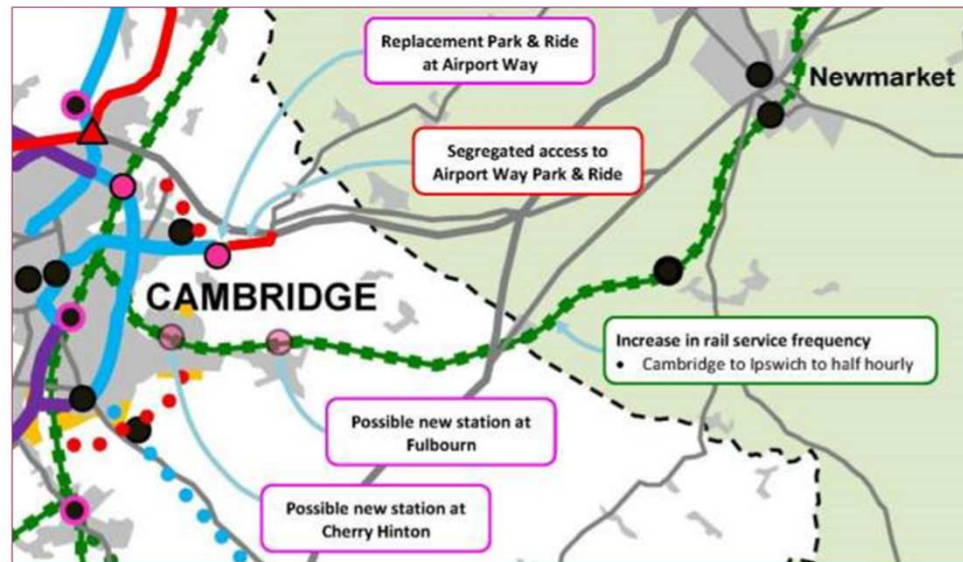 Replacement Park & Ride
at Airport Way
Newmarket
Segregated access to
Airport Way Park & Ride
CAMBRIDGE
Increase in rail service frequency
• Cambridge to Ipswich to half hourly
Possible new station at
Fulbourn
Possible new station at
Cherry Hinton